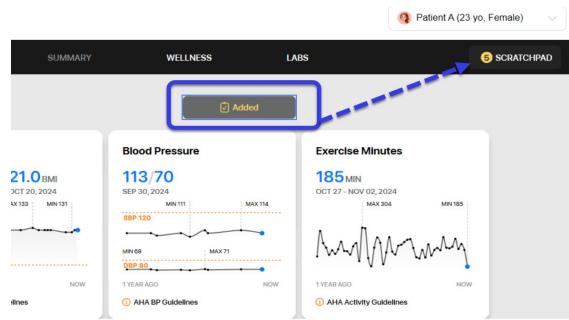 Patient A (23 yo, Female)
SUMMARY WELLNESS LABS 5 SCRATCHPAD
Added
Blood Pressure Exercise Minutes
21.0 BMI 113/70 185 MIN
OCT 20, 2024 SEP 30, 2024 OCT 27 - NOV 02, 2024
MAX 133 MIN 131 MIN 111 MAX 114 MAX 304 MIN 185
SBP 120
MIN 68 MAX 71
DBP 80
NOW 1 YEAR AGO NOW 1 YEAR AGO NOW
AHA BP Guidelines AHA Activity Guidelines